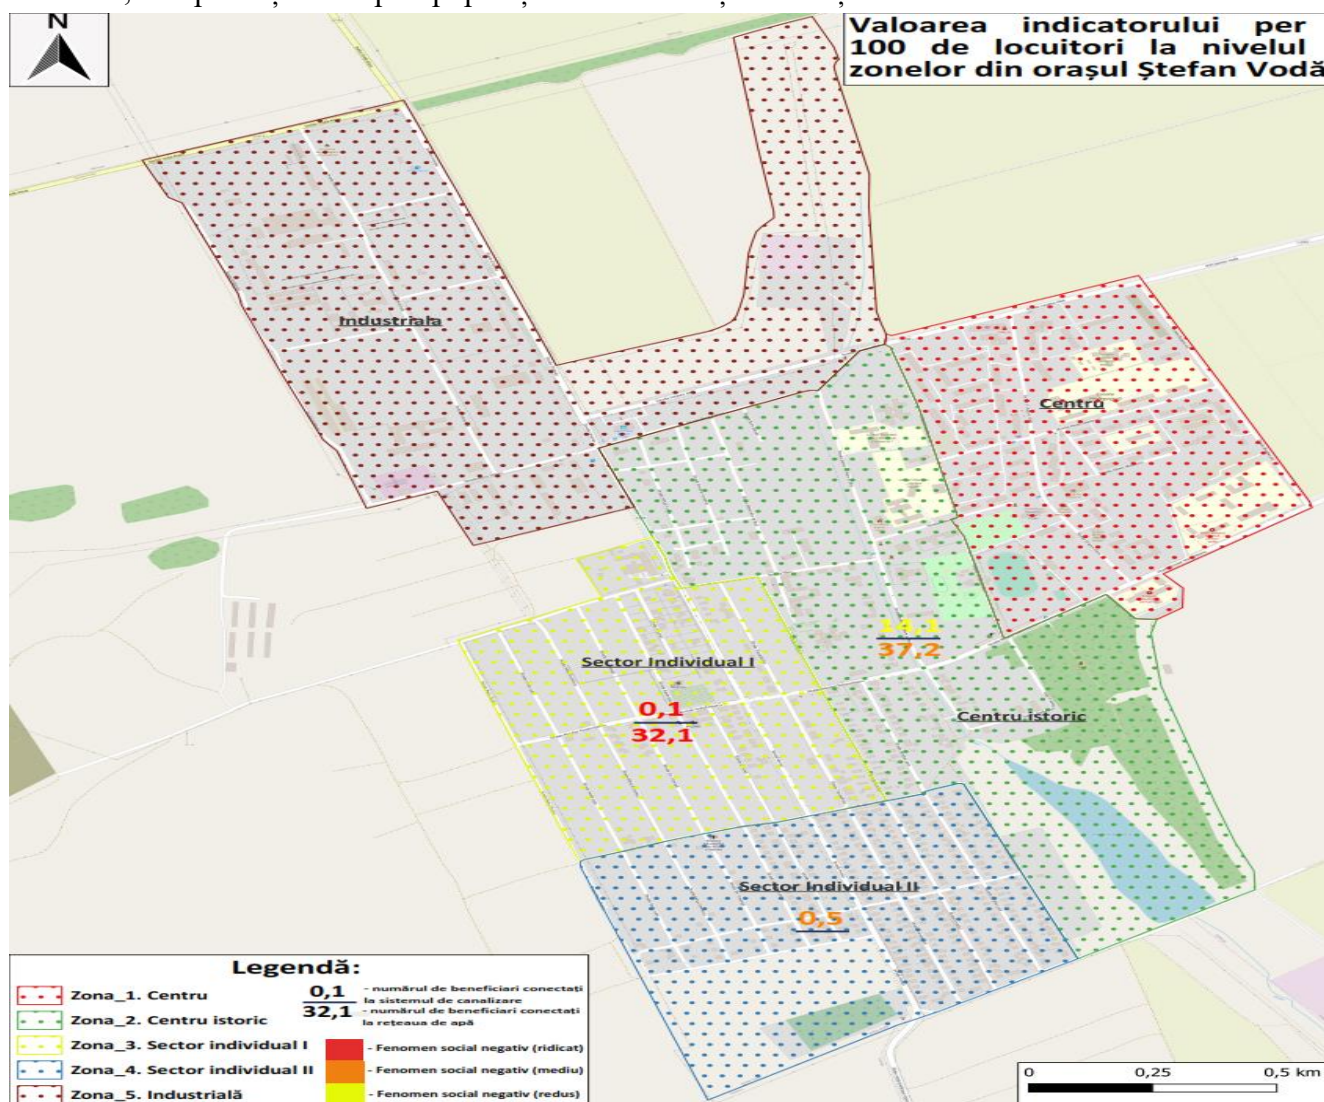 N
Valoarea indicatorului per
100 de locuitori la nivelul
zonelor din orașul Ștefan Vodă
Industriala
Centru
14,1
37,2
Sector Individual I
0,1
32,1
Centru istoric
Sector Individual II
0,5
Legendă:
Zona_1. Centru
Zona_2. Centru istoric
Zona_3. Sector individual I
Zona_4. Sector individual II
Zona_5. Industrială
0,1 - numărul de beneficiari conectați
la sistemul de canalizare
32,1 - numărul de beneficiari conectați
la rețeaua de apă
- Fenomen social negativ (ridicat)
- Fenomen social negativ (mediu)
- Fenomen social negativ (redus)
0 0,25 0,5 km